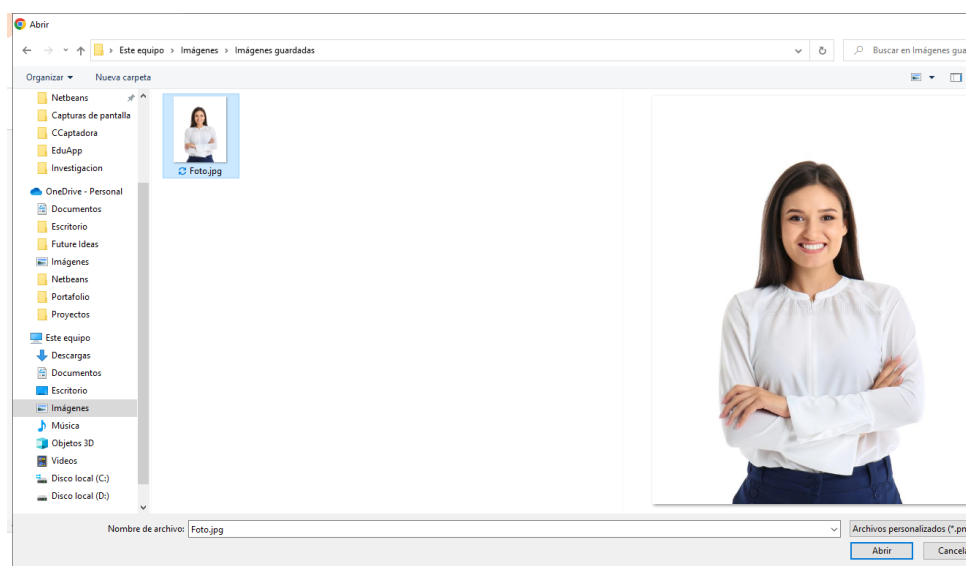 Abrir
Este equipo > Imágenes > Imágenes guardadas
Buscar en Imágenes gua
Organizar
Nueva carpeta
Netbeans
Capturas de pantalla
CCaptadora
EduApp
Investigacion
OneDrive - Personal
Documentos
Escritorio
Future Ideas
Imágenes
Netbeans
Portafolio
Proyectos
Este equipo
Descargas
Documentos
Escritorio
Imágenes
Música
Objetos 3D
Videos
Disco local (C:)
Disco local (D:)
Foto.jpg
Nombre de archivo: Foto.jpg
Archivos personalizados (*.pn
Abrir
Cancela